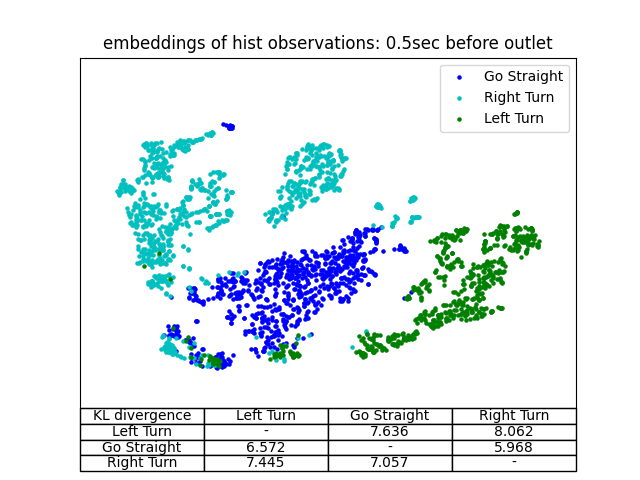 embeddings of hist observations: 0.5sec before outlet
Go Straight
Right Turn
Left Turn
KL divergence Left Turn Go Straight Right Turn
Left Turn - 7.636 8.062
Go Straight 6.572 - 5.968
Right Turn 7.445 7.057 -